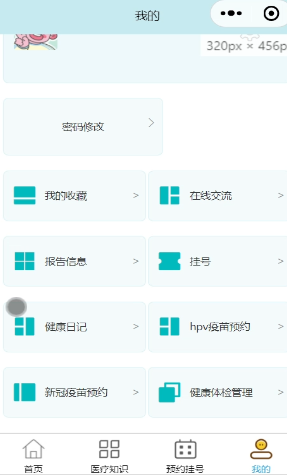 我的
320px × 456p
密码修改 >
我的收藏 >
在线交流 >
报告信息 >
挂号 >
健康日记 >
hpv疫苗预约 >
新冠疫苗预约 >
健康体检管理 >
首页
医疗知识
预约挂号
我的